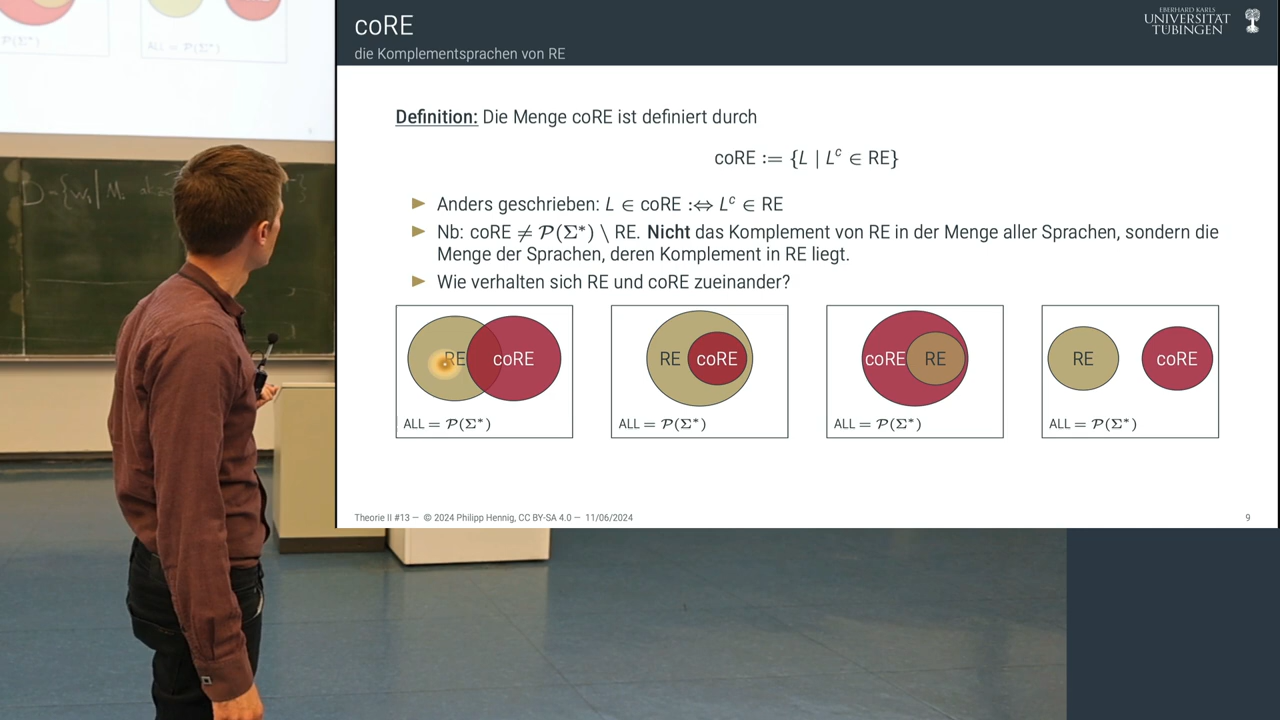 coRE
die Komplementsprachen von RE
EBERHARD KARLS
UNIVERSITÄT
TÜBINGEN
Definition: Die Menge coRE ist definiert durch
coRE := {L | Lᶜ ∈ RE}
Anders geschrieben: L ∈ coRE :⇔ Lᶜ ∈ RE
Nb: coRE ≠ 𝒫(Σ*) \ RE. Nicht das Komplement von RE in der Menge aller Sprachen, sondern die
Menge der Sprachen, deren Komplement in RE liegt.
Wie verhalten sich RE und coRE zueinander?
RE coRE
ALL = 𝒫(Σ*)
RE coRE
ALL = 𝒫(Σ*)
coRE RE
ALL = 𝒫(Σ*)
RE coRE
ALL = 𝒫(Σ*)
Theorie II #13 — © 2024 Philipp Hennig, CC BY-SA 4.0 — 11/06/2024
9
𝒫(Σ*)
ALL = 𝒫(Σ*)
D = {wᵢ | M